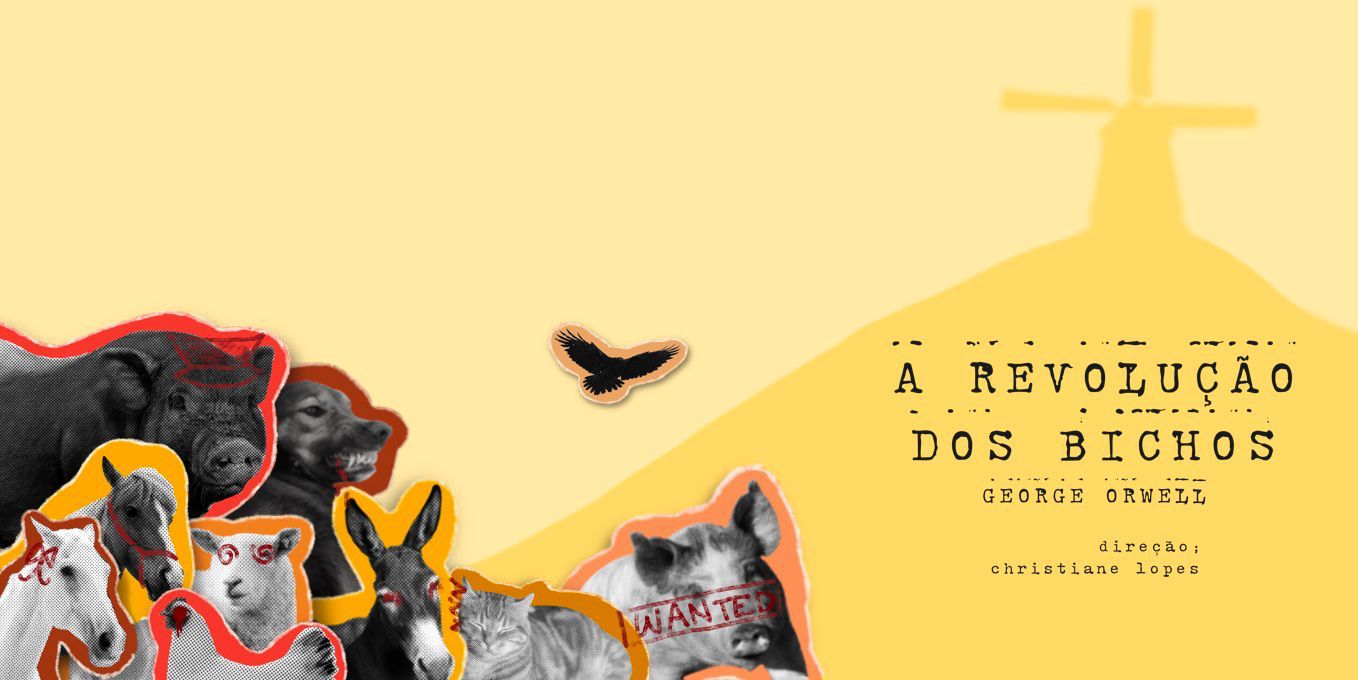 A REVOLUÇÃO
DOS BICHOS
GEORGE ORWELL
direção;
christiane lopes
WANTED